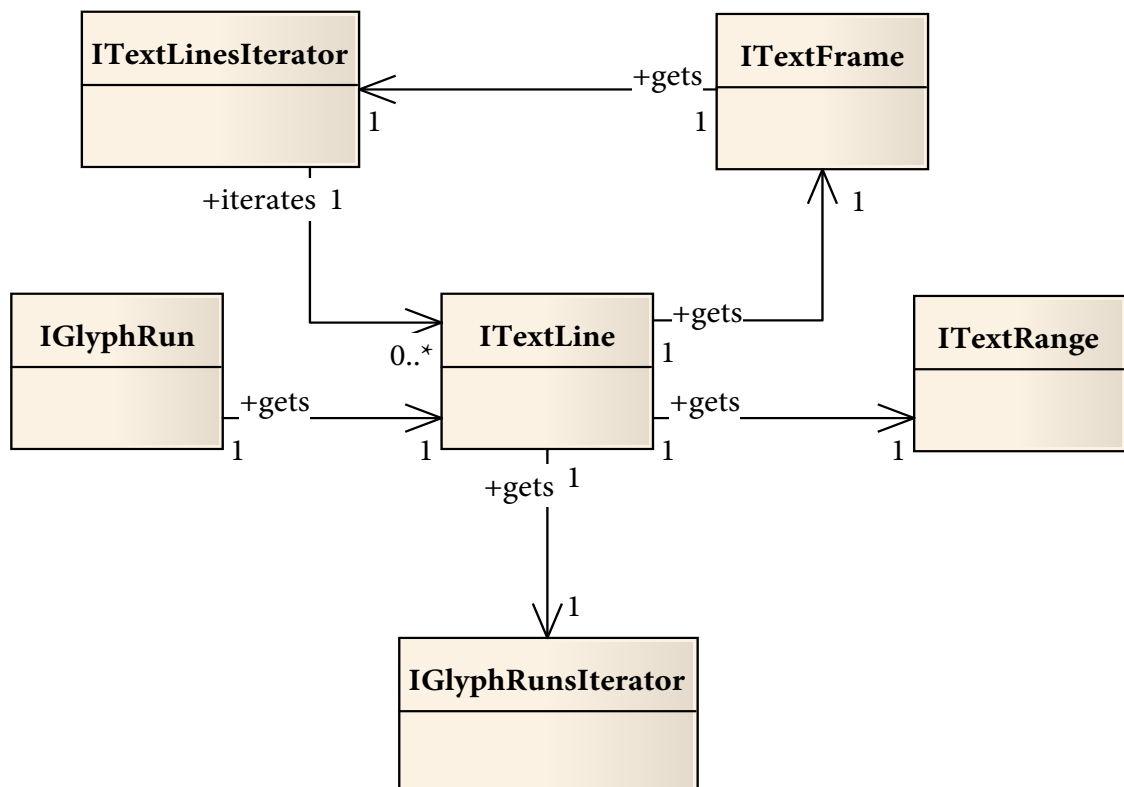 ITextLinesIterator
ITextFrame
+gets
1
1
+iterates 1
1
IGlyphRun
ITextLine
ITextRange
+gets
0..*
1
+gets
+gets
1
1
1
1
+gets 1
1
IGlyphRunsIterator